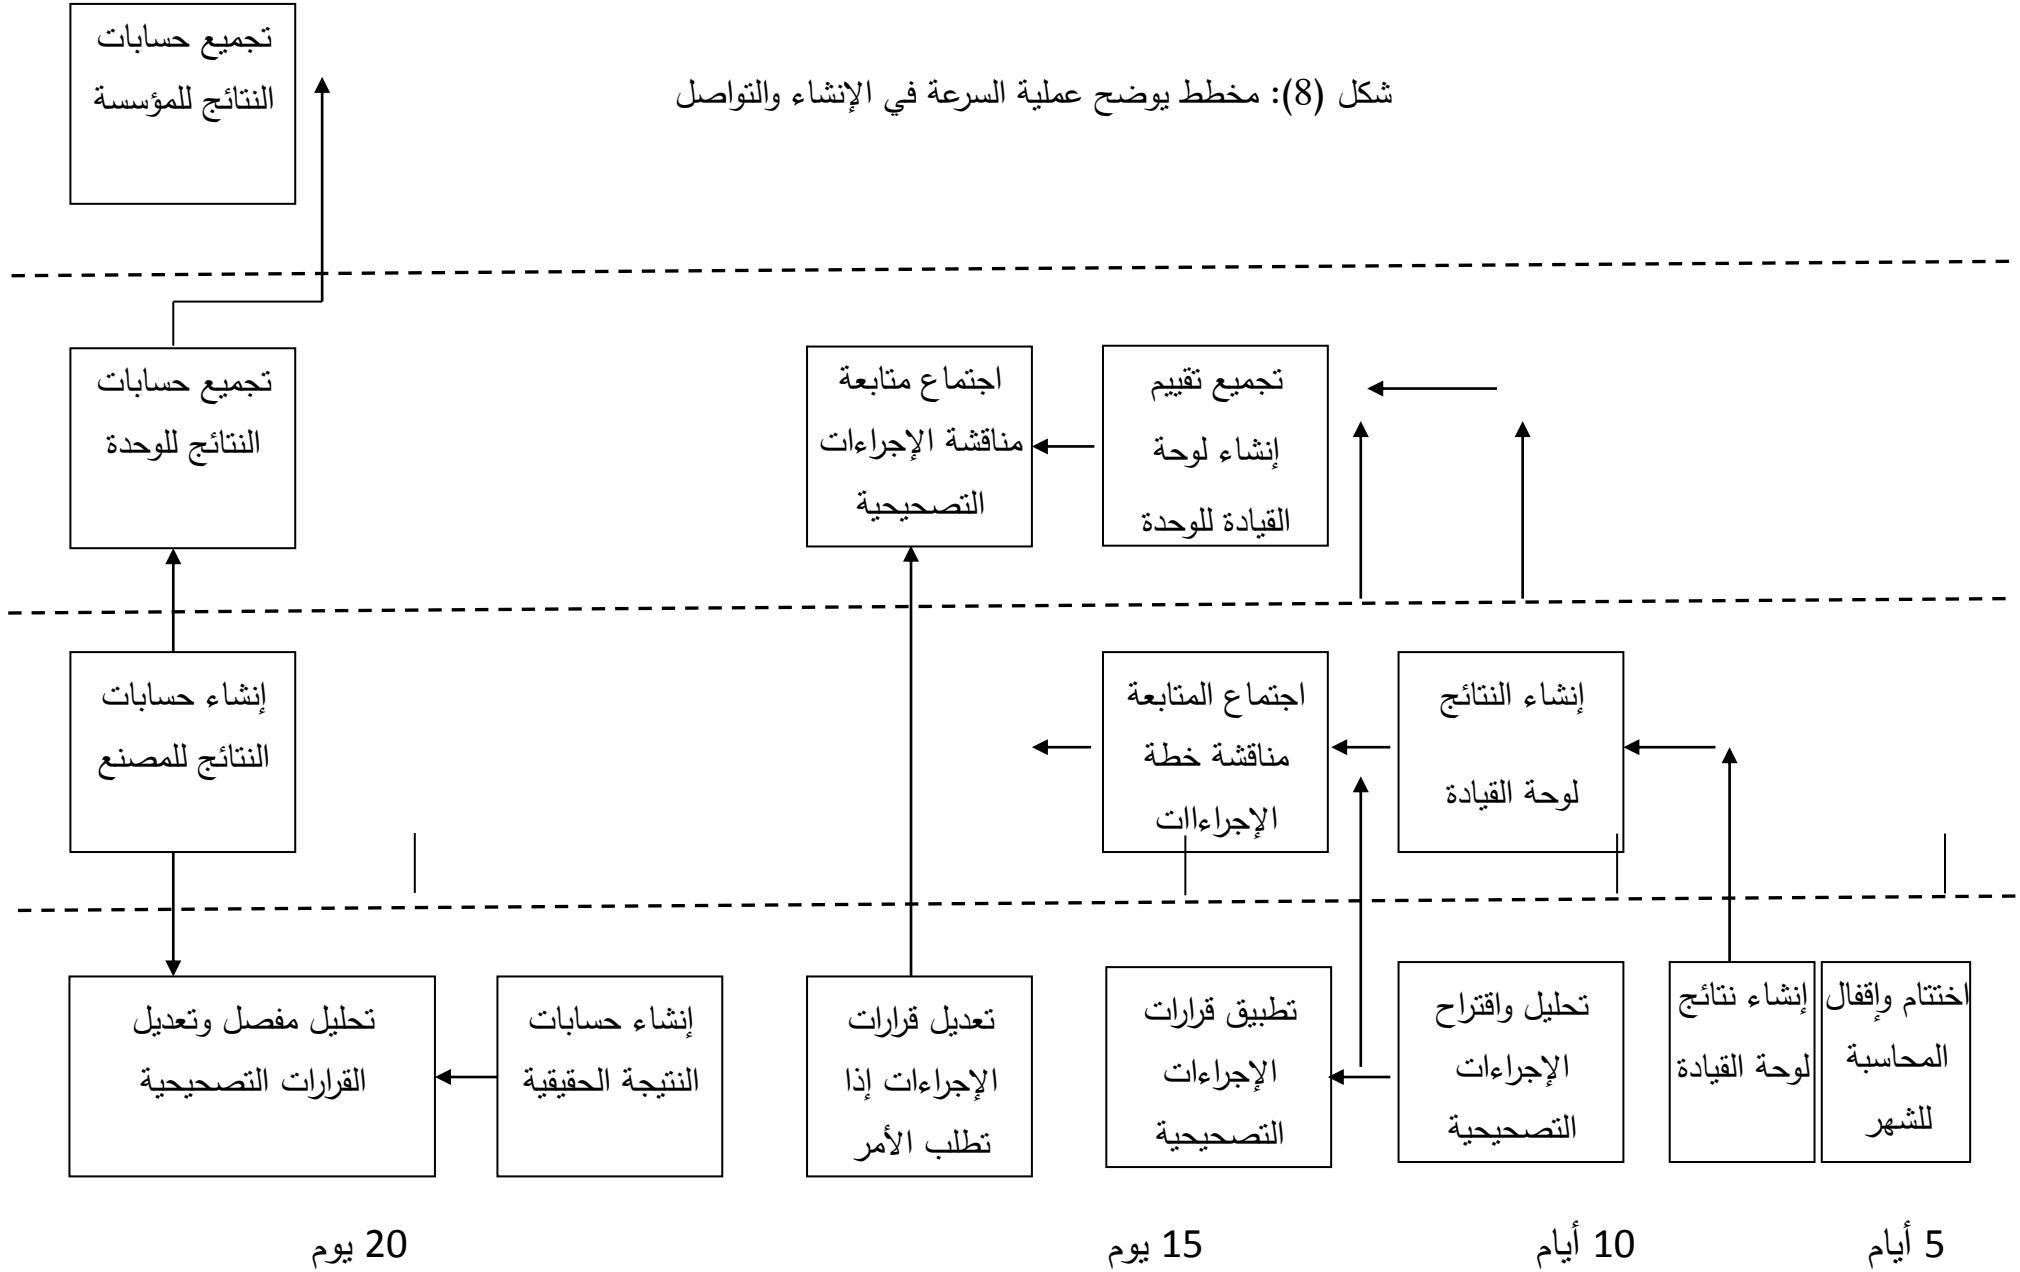 شكل (8): مخطط يوضح عملية السرعة في الإنشاء والتواصل
تجميع حسابات
النتائج للمؤسسة
تجميع تقييم
إنشاء لوحة
القيادة للوحدة
اجتماع متابعة
مناقشة الإجراءات
التصحيحية
تجميع حسابات
النتائج للوحدة
إنشاء النتائج
لوحة القيادة
اجتماع المتابعة
مناقشة خطة
الإجراءاات
إنشاء حسابات
النتائج للمصنع
اختتام وإقفال
المحاسبة
للشهر
إنشاء نتائج
لوحة القيادة
تحليل واقتراح
الإجراءات
التصحيحية
تطبيق قرارات
الإجراءات
التصحيحية
تعديل قرارات
الإجراءات إذا
تطلب الأمر
إنشاء حسابات
النتيجة الحقيقية
تحليل مفصل وتعديل
القرارات التصحيحية
5 أيام
10 أيام
15 يوم
20 يوم